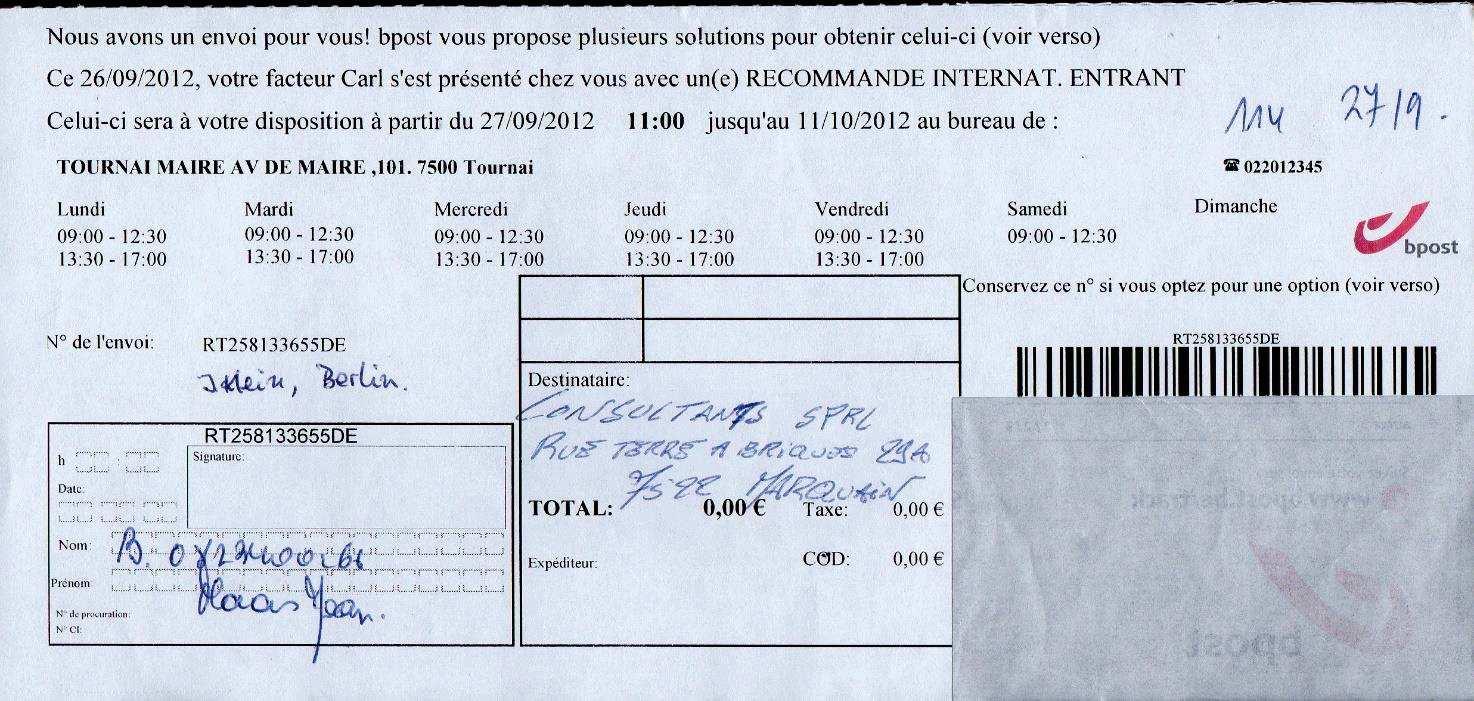 Nous avons un envoi pour vous! bpost vous propose plusieurs solutions pour obtenir celui-ci (voir verso)
Ce 26/09/2012, votre facteur Carl s'est présenté chez vous avec un(e) RECOMMANDE INTERNAT. ENTRANT
Celui-ci sera à votre disposition à partir du 27/09/2012 11:00 jusqu'au 11/10/2012 au bureau de :
114 27/9.
TOURNAI MAIRE AV DE MAIRE ,101. 7500 Tournai
☎ 022012345
Lundi Mardi Mercredi Jeudi Vendredi Samedi Dimanche
09:00 - 12:30 09:00 - 12:30 09:00 - 12:30 09:00 - 12:30 09:00 - 12:30 09:00 - 12:30
13:30 - 17:00 13:30 - 17:00 13:30 - 17:00 13:30 - 17:00 13:30 - 17:00
bpost
Conservez ce n° si vous optez pour une option (voir verso)
RT258133655DE
N° de l'envoi: RT258133655DE
Berlin.
RT258133655DE
h
Signature:
Date:
Nom:
Prénom
Haas Jean.
N° de procuration:
N° CI:
Destinataire:
CONSULTANTS SPRL
RUE TERRE A BRIQUES 29A
7522 MARQUAIN
TOTAL: 0,00 € Taxe: 0,00 €
Expéditeur: COD: 0,00 €
bpost